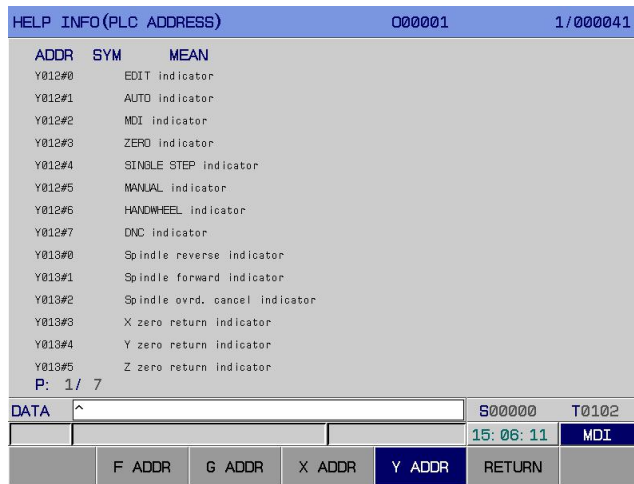 HELP INFO(PLC ADDRESS) O00001 1/000041
ADDR SYM MEAN
Y012#0 EDIT indicator
Y012#1 AUTO indicator
Y012#2 MDI indicator
Y012#3 ZERO indicator
Y012#4 SINGLE STEP indicator
Y012#5 MANUAL indicator
Y012#6 HANDWHEEL indicator
Y012#7 DNC indicator
Y013#0 Spindle reverse indicator
Y013#1 Spindle forward indicator
Y013#2 Spindle ovrd. cancel indicator
Y013#3 X zero return indicator
Y013#4 Y zero return indicator
Y013#5 Z zero return indicator
P: 1/ 7
DATA ^ S00000 T0102
15:06:11 MDI
F ADDR G ADDR X ADDR Y ADDR RETURN